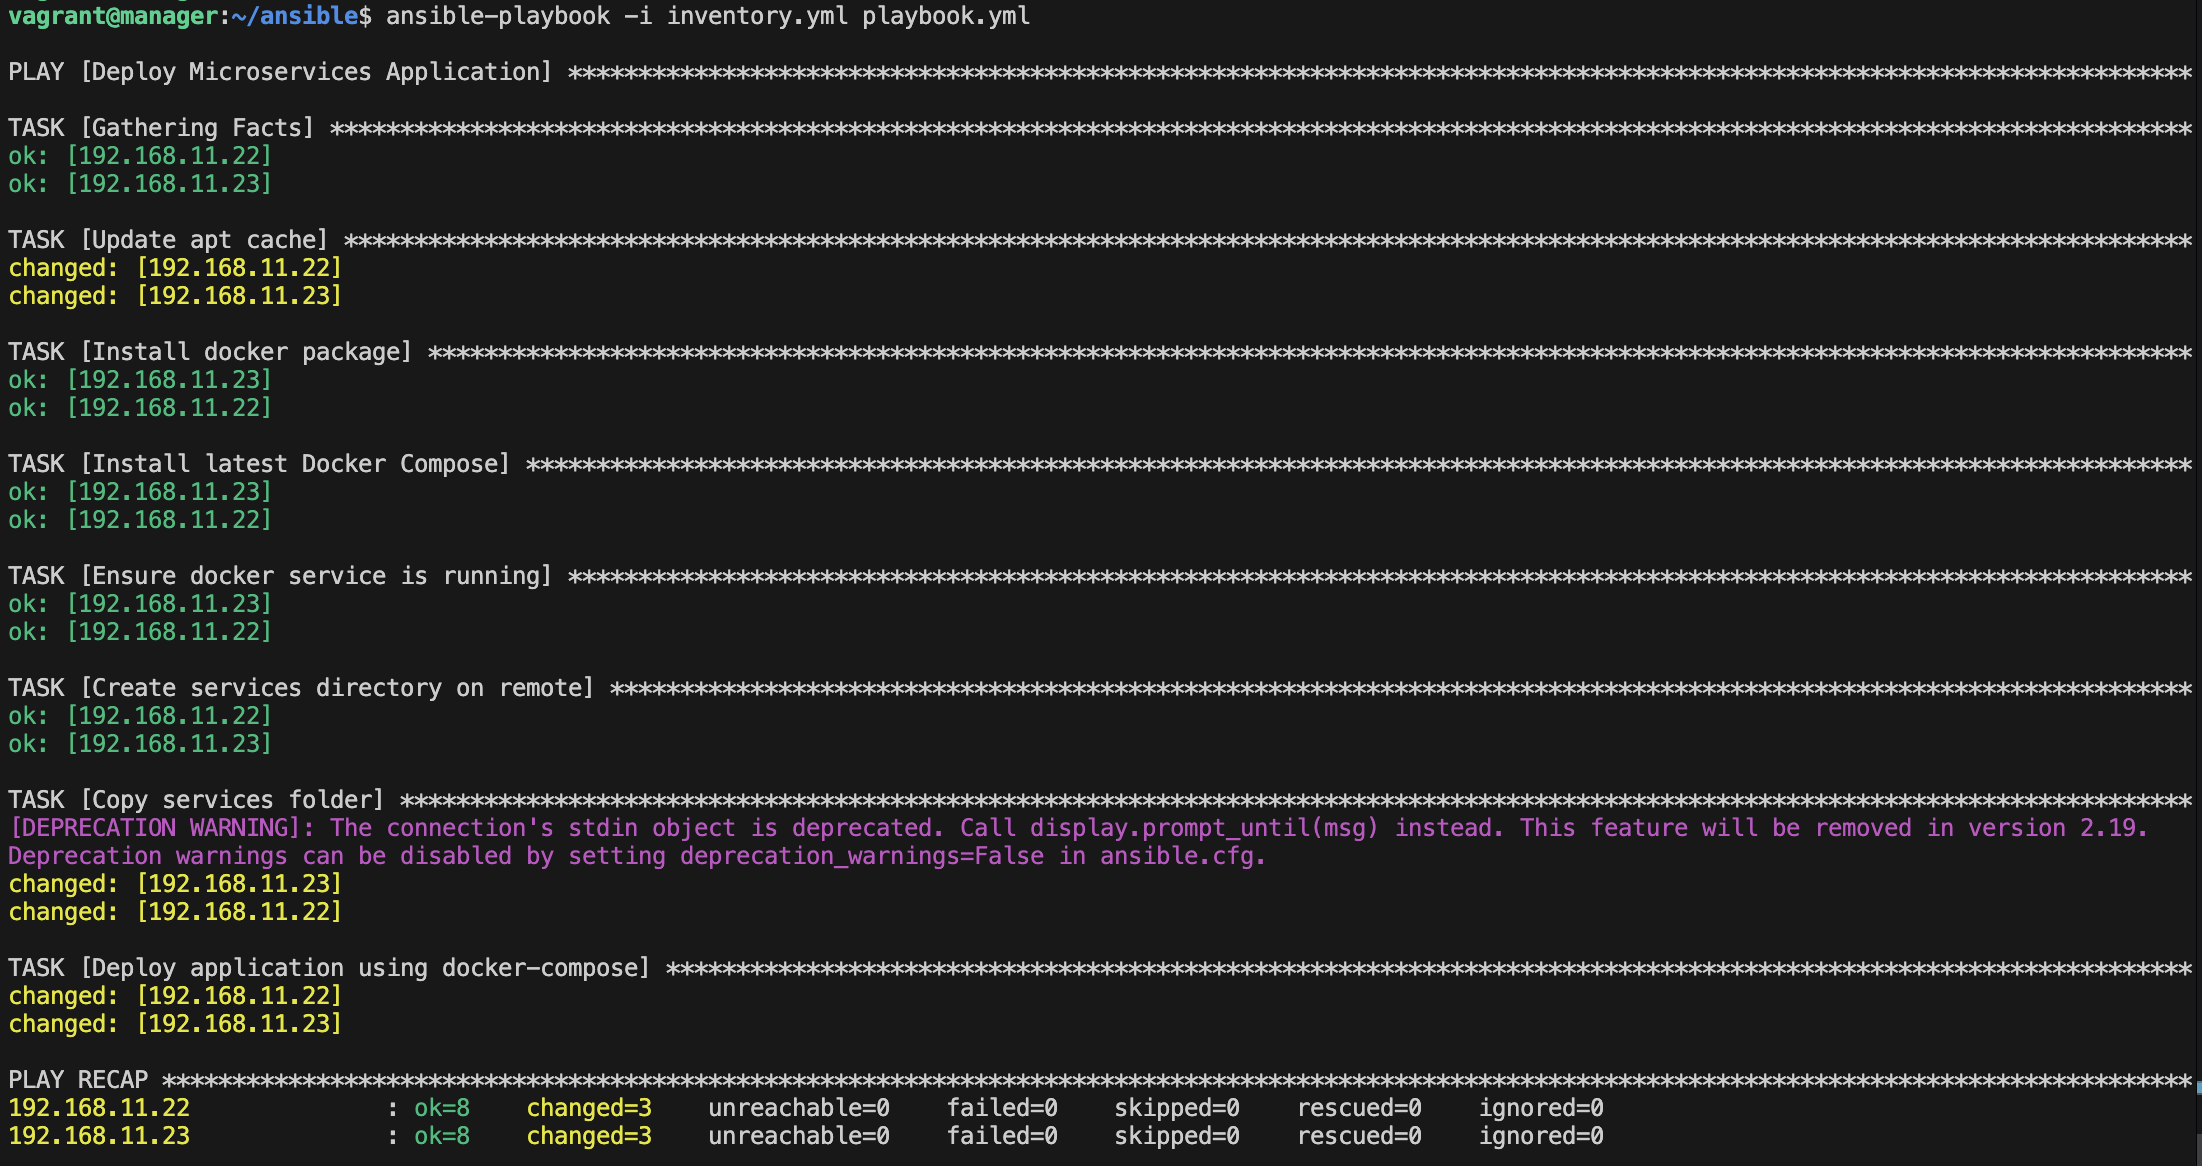 vagrant@manager:~/ansible$ ansible-playbook -i inventory.yml playbook.yml
PLAY [Deploy Microservices Application] ********************************************************************************************************************
TASK [Gathering Facts] *************************************************************************************************************************************
ok: [192.168.11.22]
ok: [192.168.11.23]
TASK [Update apt cache] ************************************************************************************************************************************
changed: [192.168.11.22]
changed: [192.168.11.23]
TASK [Install docker package] ******************************************************************************************************************************
ok: [192.168.11.23]
ok: [192.168.11.22]
TASK [Install latest Docker Compose] ***********************************************************************************************************************
ok: [192.168.11.23]
ok: [192.168.11.22]
TASK [Ensure docker service is running] ********************************************************************************************************************
ok: [192.168.11.23]
ok: [192.168.11.22]
TASK [Create services directory on remote] *****************************************************************************************************************
ok: [192.168.11.22]
ok: [192.168.11.23]
TASK [Copy services folder] ********************************************************************************************************************************
[DEPRECATION WARNING]: The connection's stdin object is deprecated. Call display.prompt_until(msg) instead. This feature will be removed in version 2.19.
Deprecation warnings can be disabled by setting deprecation_warnings=False in ansible.cfg.
changed: [192.168.11.23]
changed: [192.168.11.22]
TASK [Deploy application using docker-compose] *************************************************************************************************************
changed: [192.168.11.22]
changed: [192.168.11.23]
PLAY RECAP *************************************************************************************************************************************************
192.168.11.22              : ok=8    changed=3    unreachable=0    failed=0    skipped=0    rescued=0    ignored=0
192.168.11.23              : ok=8    changed=3    unreachable=0    failed=0    skipped=0    rescued=0    ignored=0